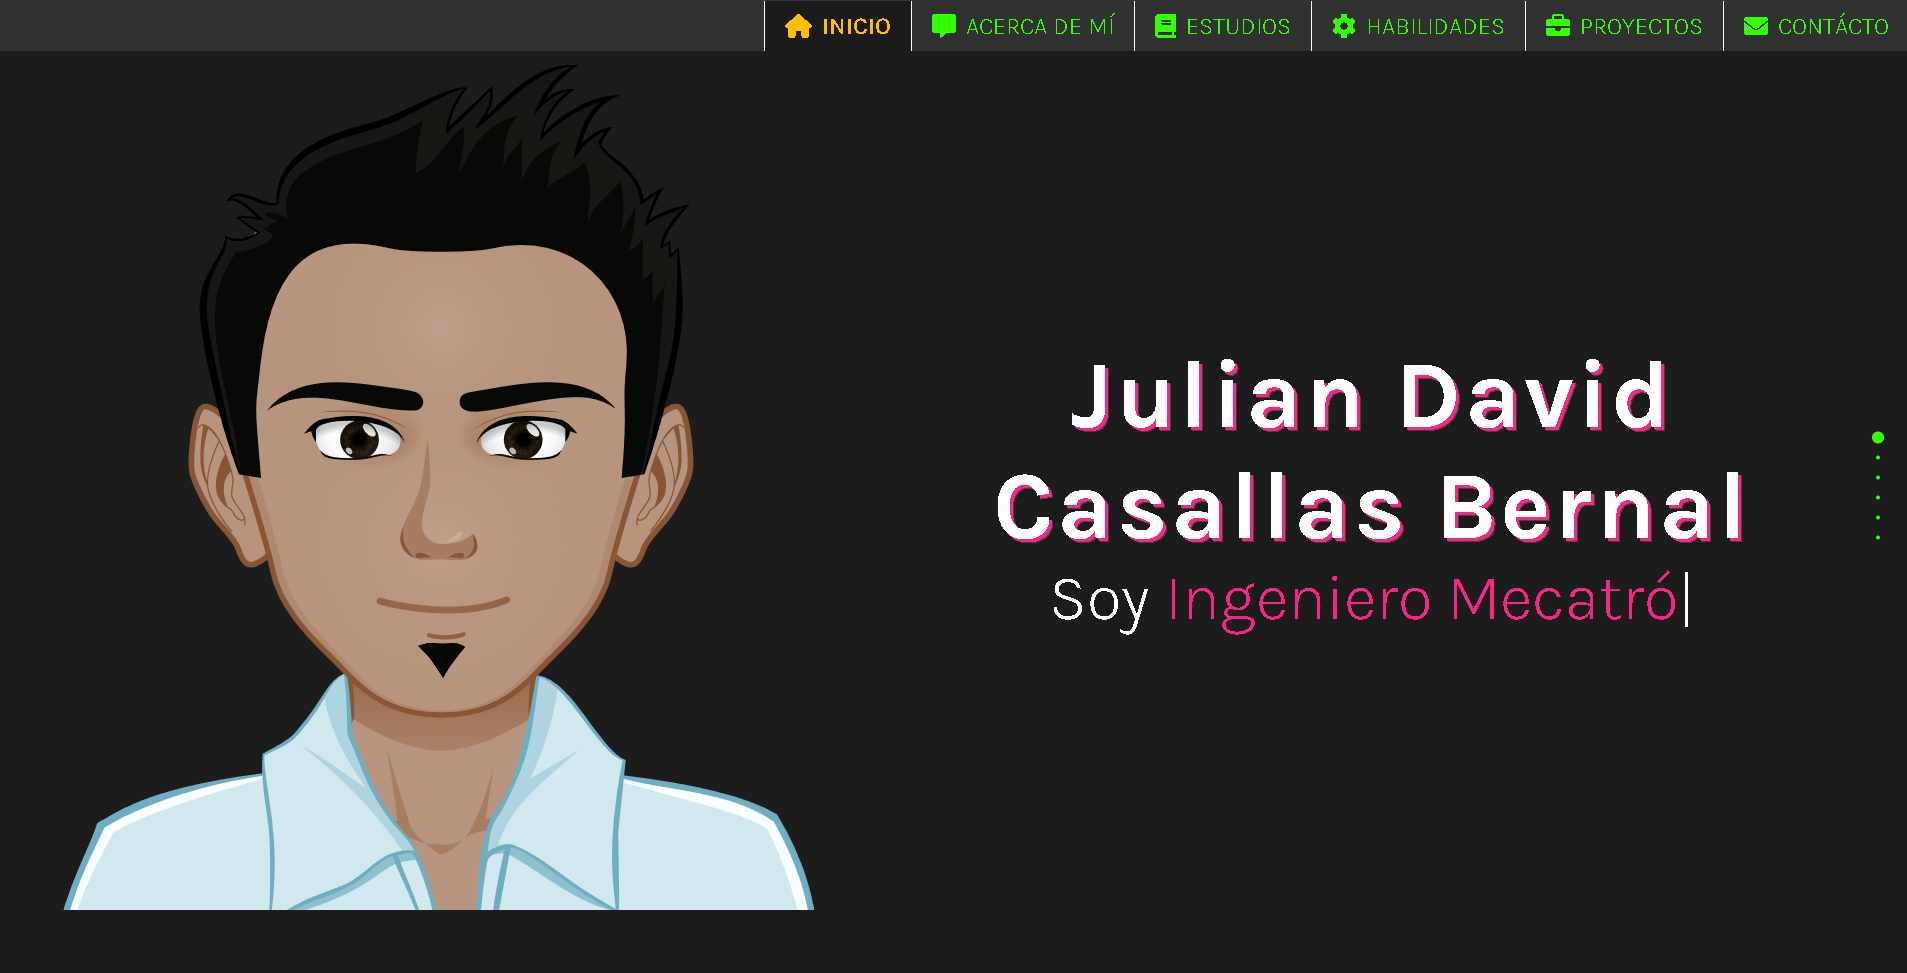 INICIO ACERCA DE MÍ ESTUDIOS HABILIDADES PROYECTOS CONTÁCTO
Julian David
Casallas Bernal
Soy Ingeniero Mecatró|